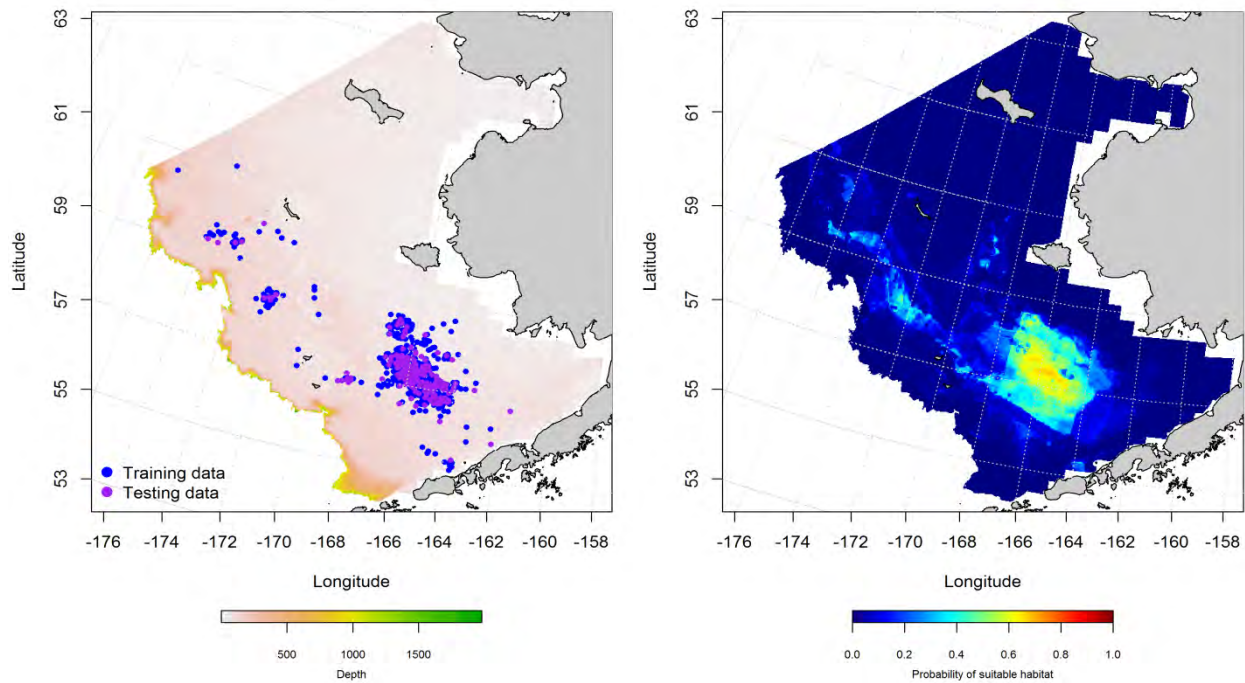 63
61
59
57
55
53
Latitude
Training data
Testing data
-176 -174 -172 -170 -168 -166 -164 -162 -160 -158
Longitude
500 1000 1500
Depth
63
61
59
57
55
53
Latitude
-176 -174 -172 -170 -168 -166 -164 -162 -160 -158
Longitude
0.0 0.2 0.4 0.6 0.8 1.0
Probability of suitable habitat